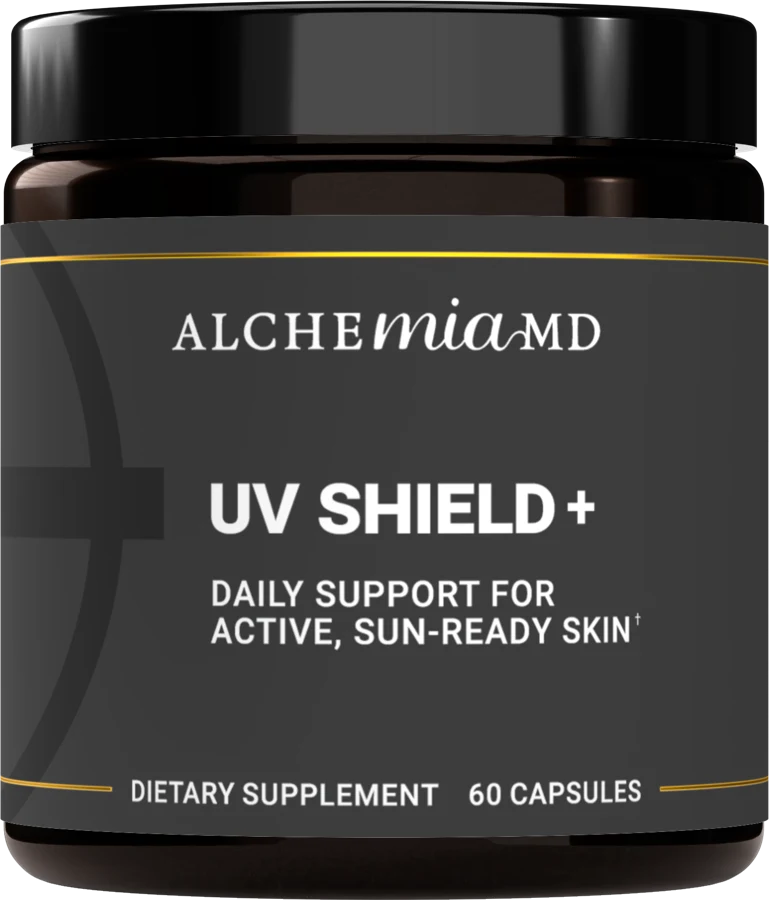 ALCHEmiaMD
UV SHIELD+
DAILY SUPPORT FOR
ACTIVE, SUN-READY SKIN†
DIETARY SUPPLEMENT 60 CAPSULES